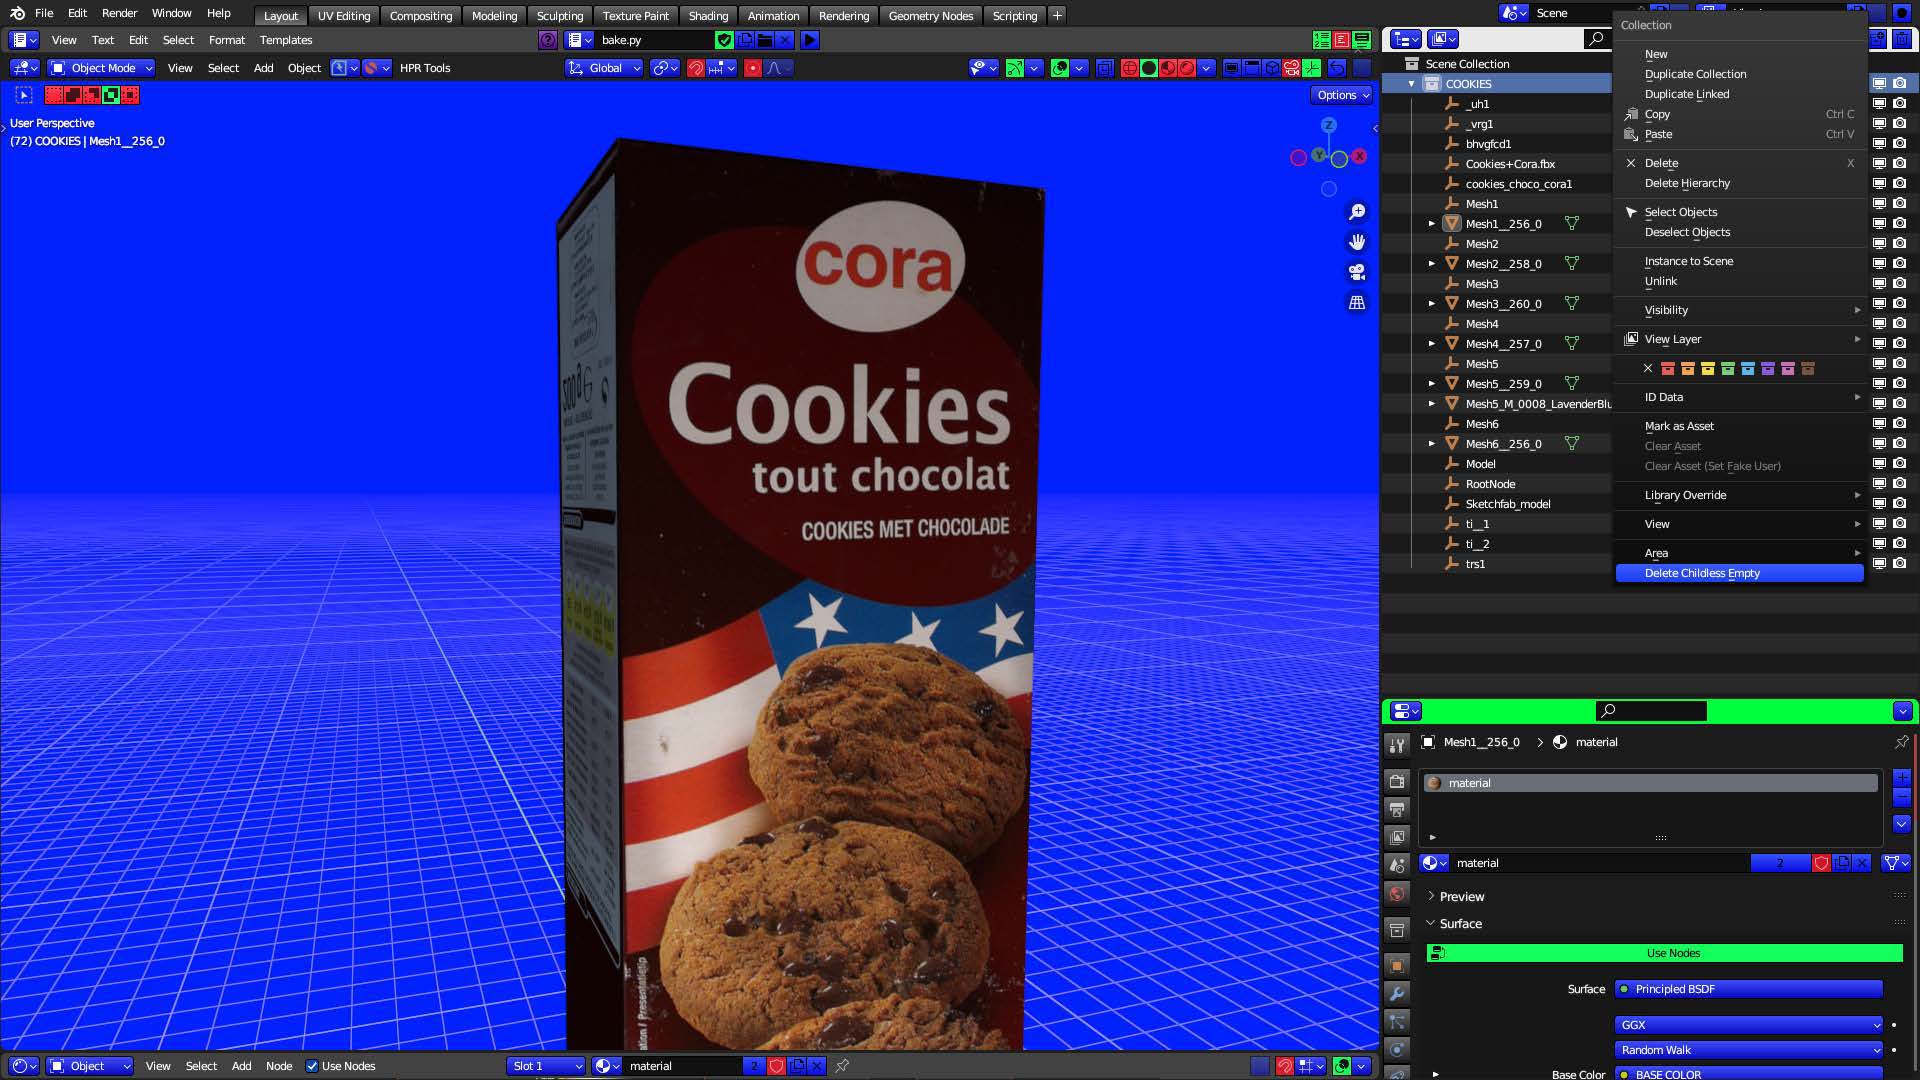 File Edit Render Window Help Layout UV Editing Compositing Modeling Sculpting Texture Paint Shading Animation Rendering Geometry Nodes Scripting + Scene
View Text Edit Select Format Templates bake.py
Object Mode View Select Add Object Global HPR Tools
Options
User Perspective
(72) COOKIES | Mesh1__256_0
Z
Y
X
cora
Cookies
tout chocolat
COOKIES MET CHOCOLADE
500g
Scene Collection
COOKIES
_uh1
_vrg1
bhvgfcd1
Cookies+Cora.fbx
cookies_choco_cora1
Mesh1
Mesh1__256_0
Mesh2
Mesh2__258_0
Mesh3
Mesh3__260_0
Mesh4
Mesh4__257_0
Mesh5
Mesh5__259_0
Mesh5_M_0008_LavenderBlu
Mesh6
Mesh6__256_0
Model
RootNode
Sketchfab_model
ti__1
ti__2
trs1
Collection
New
Duplicate Collection
Duplicate Linked
Copy Ctrl C
Paste Ctrl V
Delete X
Delete Hierarchy
Select Objects
Deselect Objects
Instance to Scene
Unlink
Visibility
View Layer
ID Data
Mark as Asset
Clear Asset
Clear Asset (Set Fake User)
Library Override
View
Area
Delete Childless Empty
Mesh1__256_0 > material
material
material 2
Preview
Surface
Use Nodes
Surface Principled BSDF
GGX
Random Walk
Base Color BASE COLOR
Object View Select Add Node Use Nodes Slot 1 material 2